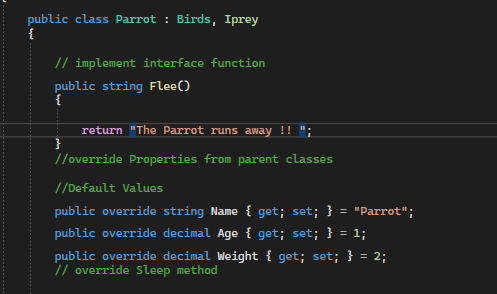 {
public class Parrot : Birds, Iprey
{
// implement interface function
public string Flee()
{
return "The Parrot runs away !! ";
}
//override Properties from parent classes
//Default Values
public override string Name { get; set; } = "Parrot";
public override decimal Age { get; set; } = 1;
public override decimal Weight { get; set; } = 2;
// override Sleep method